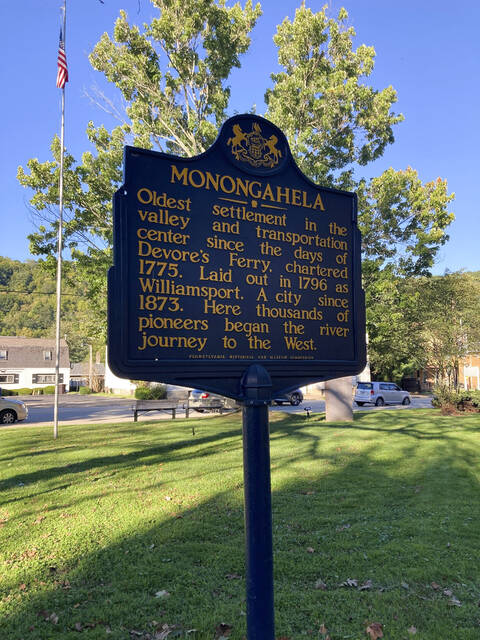 MONONGAHELA
Oldest settlement in the
valley and transportation
center since the days of
Devore's Ferry, chartered
1775. Laid out in 1796 as
Williamsport. A city since
1873. Here thousands of
pioneers began the river
journey to the West.
PENNSYLVANIA HISTORICAL AND MUSEUM COMMISSION